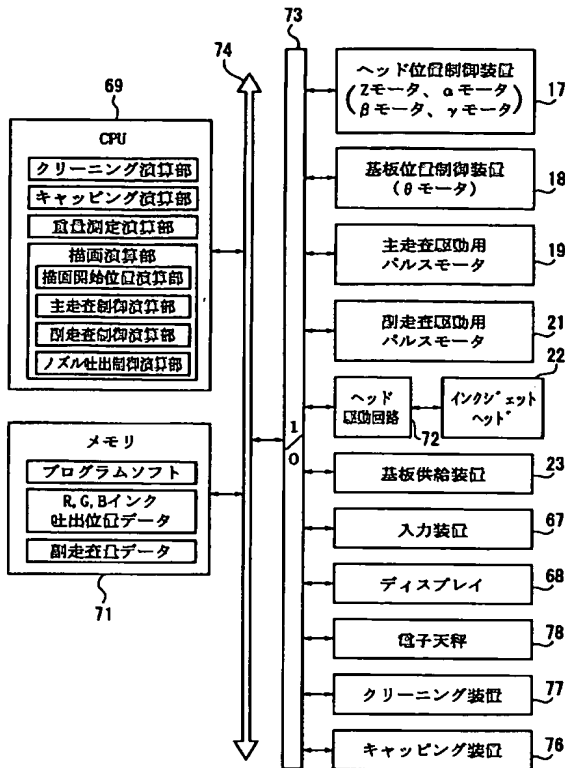 73
74
69
CPU
クリーニング演算部
キャッピング演算部
重量測定演算部
描画演算部
描画開始位置演算部
主走査制御演算部
副走査制御演算部
ノズル吐出制御演算部
メモリ
プログラムソフト
R,G,Bインク
吐出位置データ
副走査量データ
71
I
O
ヘッド位置制御装置
(Zモータ、αモータ
βモータ、γモータ)
17
基板位置制御装置
(θモータ)
18
主走査駆動用
パルスモータ
19
副走査駆動用
パルスモータ
21
ヘッド
駆動回路
72
インクジェット
ヘッド
22
基板供給装置
23
入力装置
67
ディスプレイ
68
電子天秤
78
クリーニング装置
77
キャッピング装置
76